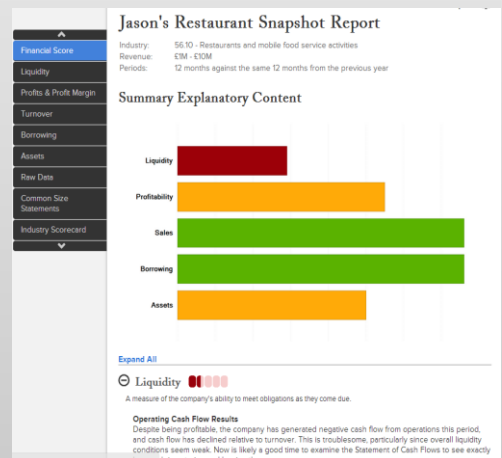 Jason's Restaurant Snapshot Report
Industry: 56.10 - Restaurants and mobile food service activities
Revenue: £1M - £10M
Periods: 12 months against the same 12 months from the previous year
Financial Score
Liquidity
Profits & Profit Margin
Turnover
Borrowing
Assets
Raw Data
Common Size
Statements
Industry Scorecard
Summary Explanatory Content
Liquidity
Profitability
Sales
Borrowing
Assets
Expand All
Liquidity
A measure of the company's ability to meet obligations as they come due.
Operating Cash Flow Results
Despite being profitable, the company has generated negative cash flow from operations this period,
and cash flow has declined relative to turnover. This is troublesome, particularly since overall liquidity
conditions seem weak. Now is likely a good time to examine the Statement of Cash Flows to see exactly